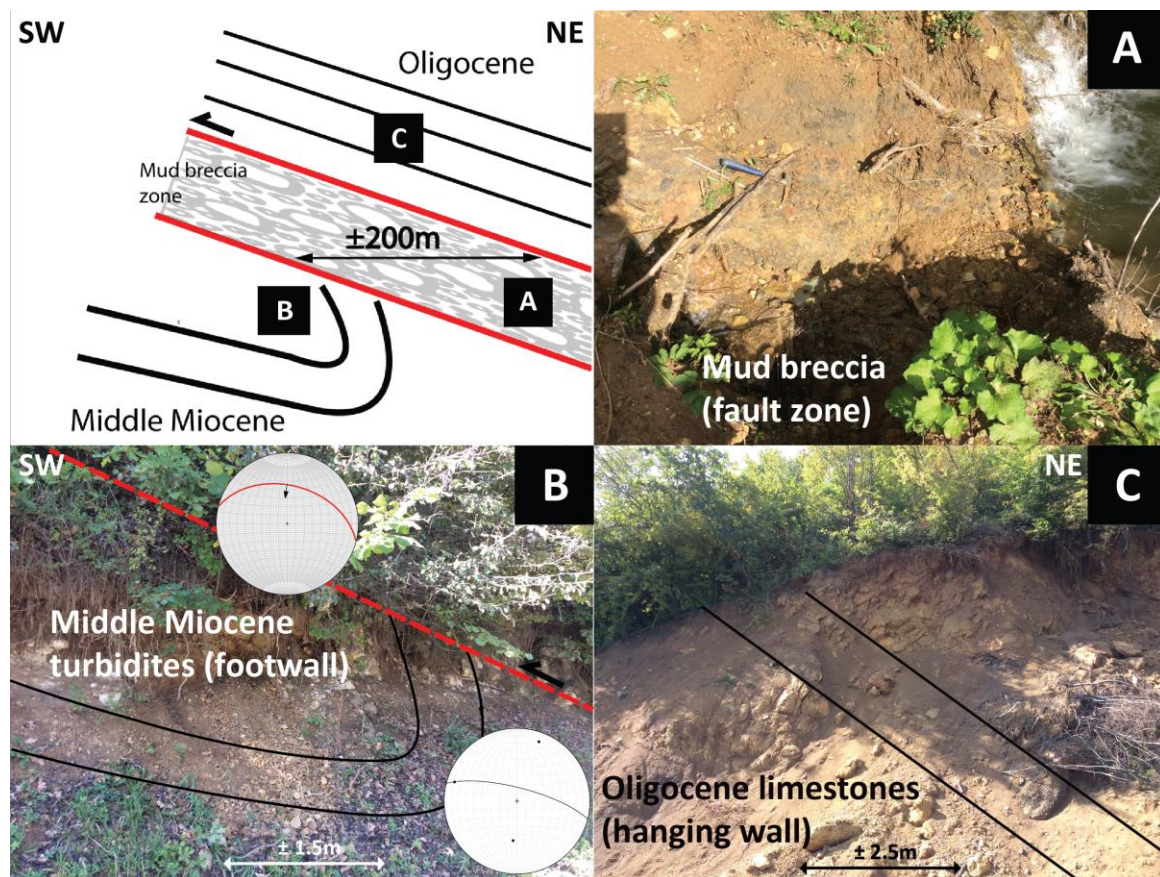 SW
NE
Oligocene
C
Mud breccia
zone
±200m
A
B
Middle Miocene
A
Mud breccia
(fault zone)
SW
B
Middle Miocene
turbidites (footwall)
± 1.5m
NE
C
Oligocene limestones
(hanging wall)
± 2.5m